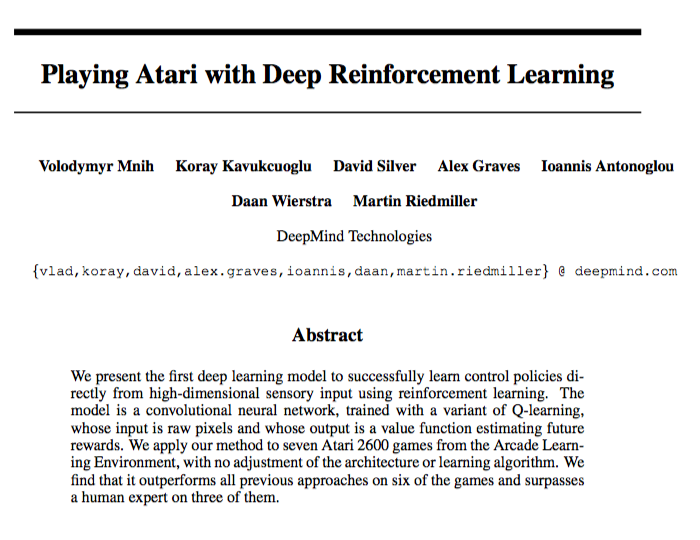 Playing Atari with Deep Reinforcement Learning
Volodymyr Mnih Koray Kavukcuoglu David Silver Alex Graves Ioannis Antonoglou
Daan Wierstra Martin Riedmiller
DeepMind Technologies
{vlad,koray,david,alex.graves,ioannis,daan,martin.riedmiller} @ deepmind.com
Abstract
We present the first deep learning model to successfully learn control policies di-
rectly from high-dimensional sensory input using reinforcement learning. The
model is a convolutional neural network, trained with a variant of Q-learning,
whose input is raw pixels and whose output is a value function estimating future
rewards. We apply our method to seven Atari 2600 games from the Arcade Learn-
ing Environment, with no adjustment of the architecture or learning algorithm. We
find that it outperforms all previous approaches on six of the games and surpasses
a human expert on three of them.